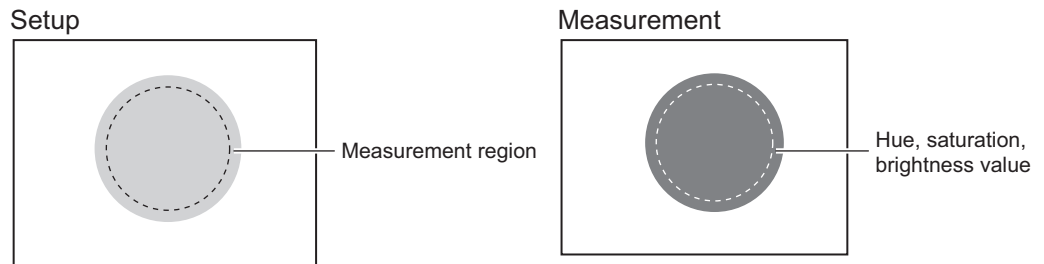 Setup
Measurement
Measurement region
Hue, saturation,
brightness value